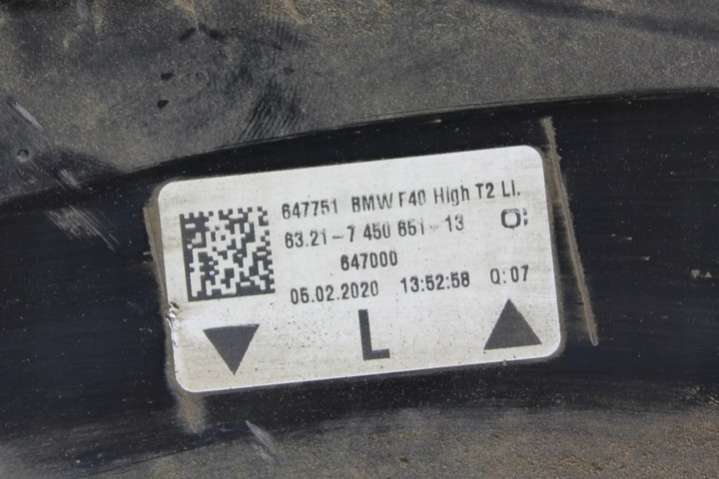 647751 BMW F40 High T2 LI.
63.21-7 450 651-13
647000
05.02.2020 13:52:58 Q:07
L